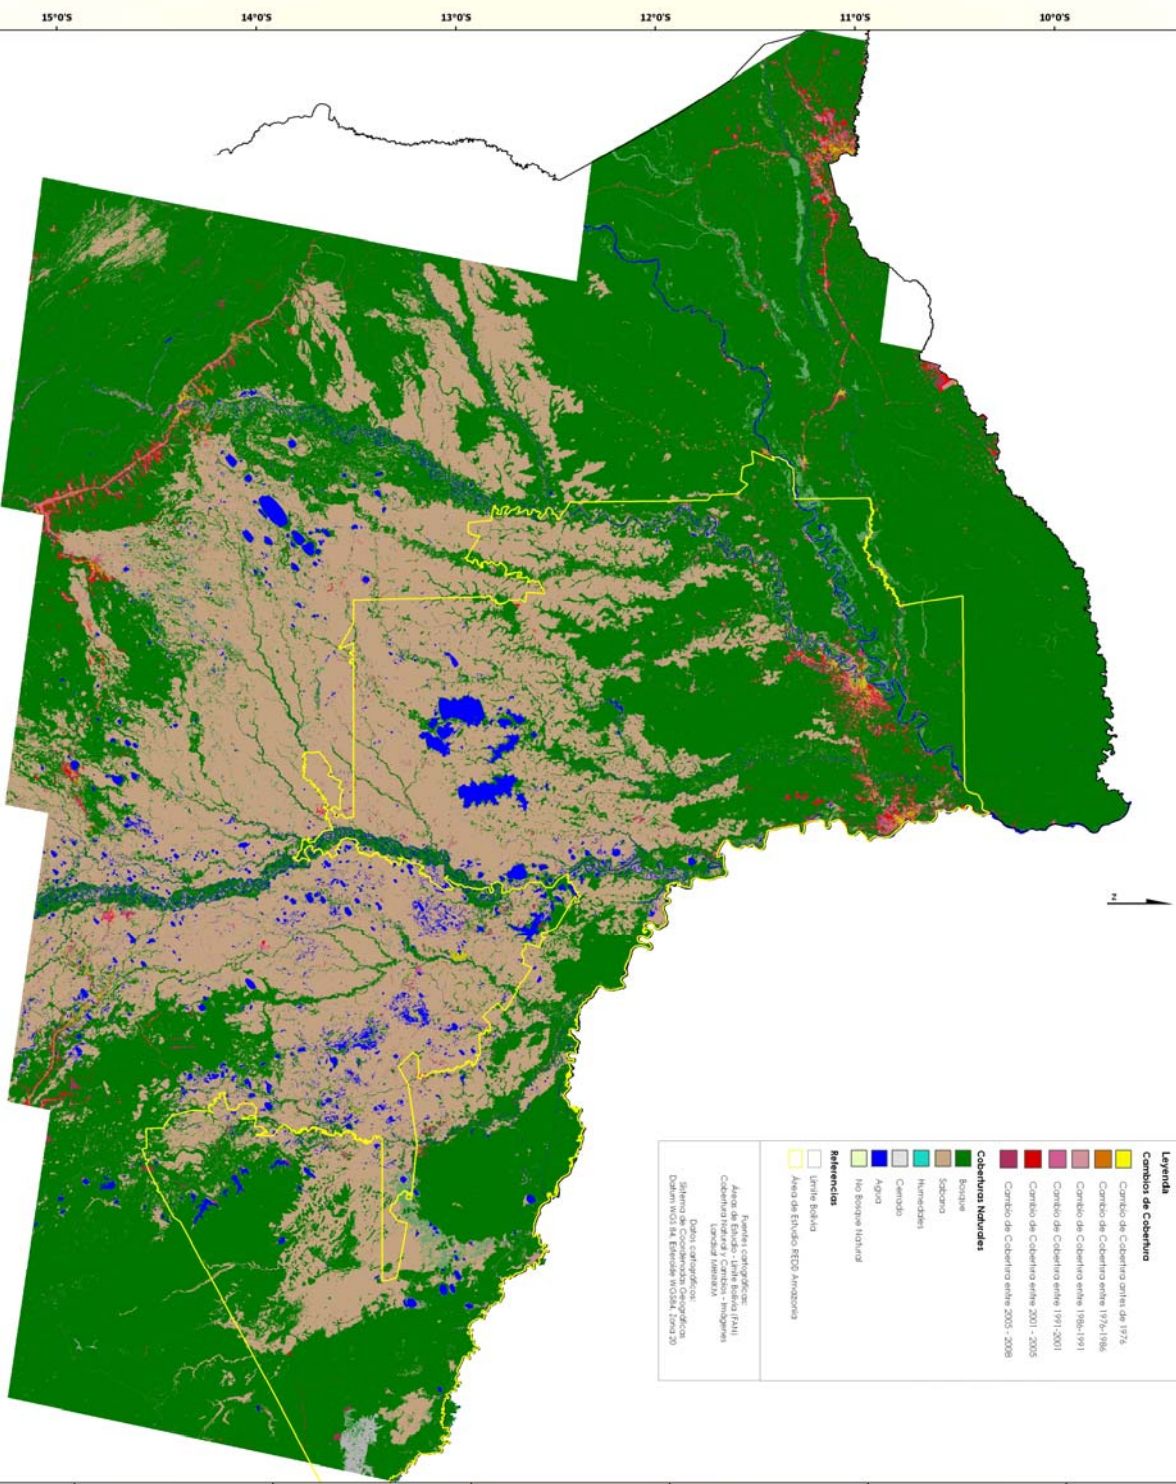 15°0'S 14°0'S 13°0'S 12°0'S 11°0'S 10°0'S
N
Leyenda
Cambios de Cobertura
Cambio de Cobertura antes de 1976
Cambio de Cobertura entre 1976-1986
Cambio de Cobertura entre 1986-1991
Cambio de Cobertura entre 1991-2001
Cambio de Cobertura entre 2001 - 2005
Cambio de Cobertura entre 2005 - 2008
Coberturas Naturales
Bosque
Sabana
Humedales
Cerrado
Agua
No Bosque Natural
Referencias
Limite Bolivia
Área de Estudio REDD Amazonia
Fuentes cartográficas:
Áreas de Estudio - Límite Bolivia (FAN)
Cobertura Natural y Cambios - Imágenes
Landsat MMNKM
Datos cartográficos:
Sistema de Coordenadas Geográficas
Datum WGS 84, Esferoide WGS84, Zona 20